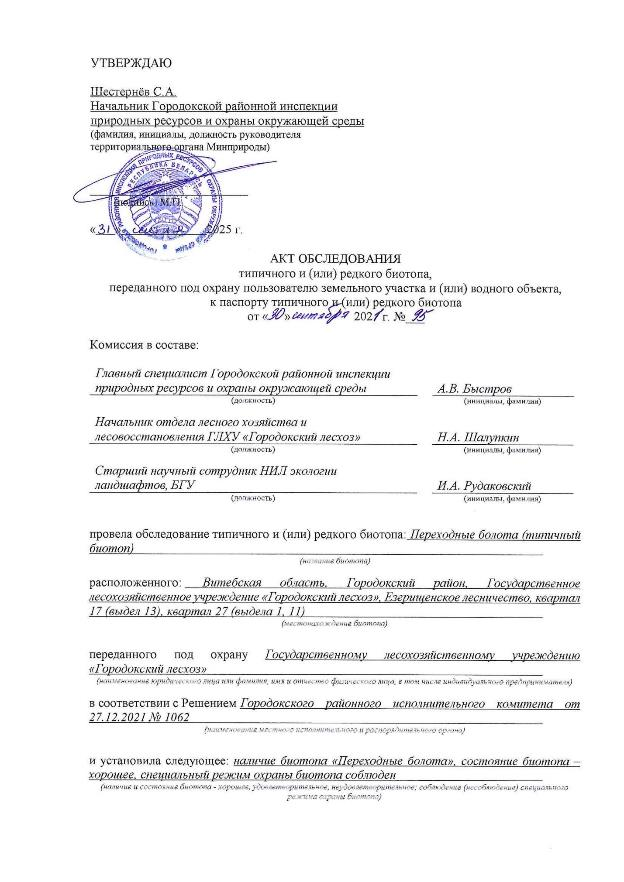 УТВЕРЖДАЮ
Шестернёв С.А.
Начальник Городокской районной инспекции
природных ресурсов и охраны окружающей среды
(фамилия, инициалы, должность руководителя
территориального органа Минприроды)
РЕСПУБЛИКА БЕЛАРУСЬ
(подпись) М.П.
«31» 2025 г.
АКТ ОБСЛЕДОВАНИЯ
типичного и (или) редкого биотопа,
переданного под охрану пользователю земельного участка и (или) водного объекта,
к паспорту типичного и (или) редкого биотопа
от «30» сентября 2021 г. № 95
Комиссия в составе:
Главный специалист Городокской районной инспекции
природных ресурсов и охраны окружающей среды А.В. Быстров
(должность) (инициалы, фамилия)
Начальник отдела лесного хозяйства и
лесовосстановления ГЛХУ «Городокский лесхоз» Н.А. Шалупкин
(должность) (инициалы, фамилия)
Старший научный сотрудник НИЛ экологии
ландшафтов, БГУ И.А. Рудаковский
(должность) (инициалы, фамилия)
провела обследование типичного и (или) редкого биотопа: Переходные болота (типичный
биотоп)
(название биотопа)
расположенного: Витебская область, Городокский район, Государственное
лесохозяйственное учреждение «Городокский лесхоз», Езерищенское лесничество, квартал
17 (выдел 13), квартал 27 (выдела 1, 11)
(местонахождение биотопа)
переданного под охрану Государственному лесохозяйственному учреждению
«Городокский лесхоз»
(наименование юридического лица или фамилия, имя и отчество физического лица, в том числе индивидуального предпринимателя)
в соответствии с Решением Городокского районного исполнительного комитета от
27.12.2021 № 1062
(наименование местного исполнительного и распорядительного органа)
и установила следующее: наличие биотопа «Переходные болота», состояние биотопа –
хорошее, специальный режим охраны биотопа соблюден
(наличие и состояние биотопа - хорошее, удовлетворительное, неудовлетворительное; соблюдение (несоблюдение) специального
режима охраны биотопа)